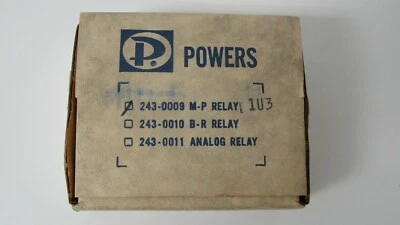 P.
POWERS
243-0009 M-P RELAY 1U3
243-0010 B-R RELAY
243-0011 ANALOG RELAY